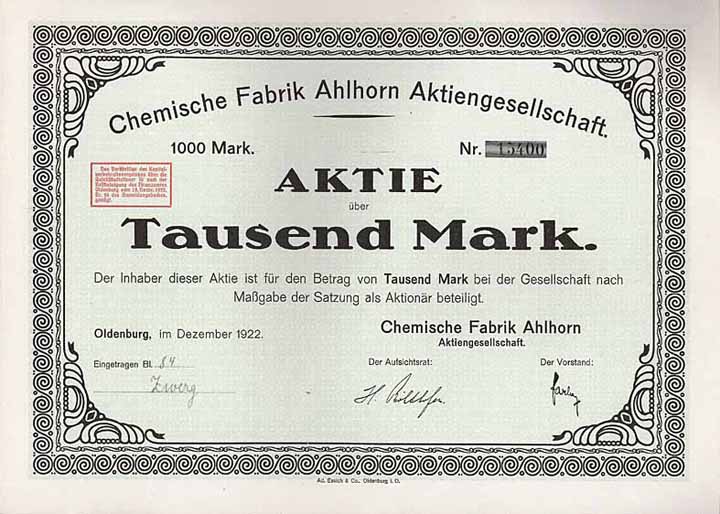 Chemische Fabrik Ahlhorn Aktiengesellschaft.
1000 Mark.
Nr. 15400
AKTIE
über
Tausend Mark.
Der Inhaber dieser Aktie ist für den Betrag von Tausend Mark bei der Gesellschaft nach
Maßgabe der Satzung als Aktionär beteiligt.
Oldenburg, im Dezember 1922.
Chemische Fabrik Ahlhorn
Aktiengesellschaft.
Eingetragen Bl. 84
Zwerg
Der Aufsichtsrat:
Der Vorstand:
H.
Ad. Essich & Co., Oldenburg i. O.